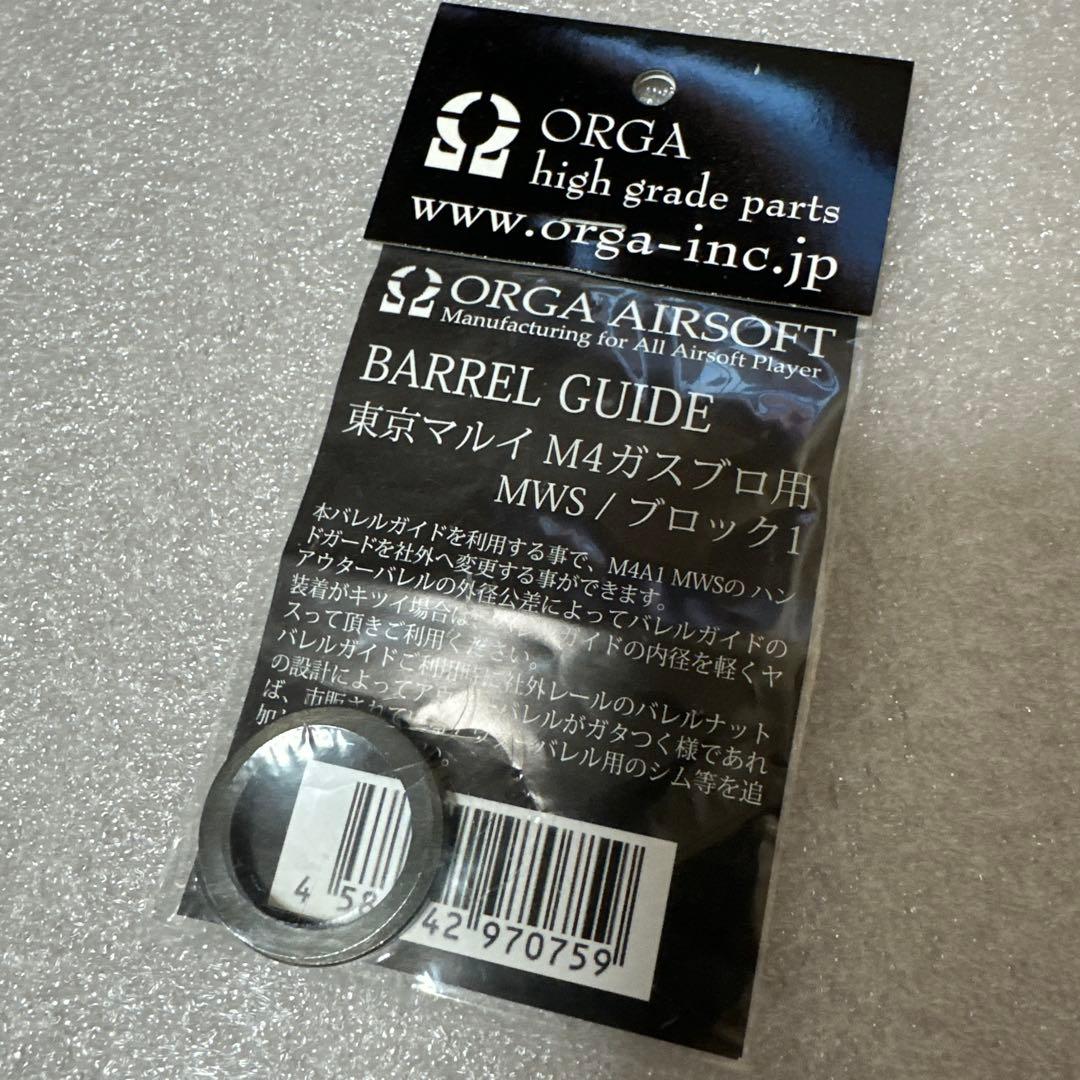 ORGA
high grade parts
www.orga-inc.jp
ORGA AIRSOFT
Manufacturing for All Airsoft Player
BARREL GUIDE
東京マルイ M4ガスブロ用
MWS / ブロック1
本バレルガイドを利用する事で、M4A1 MWSの ハン
ドガードを社外へ変更する事ができます。
アウターバレルの外径公差によってバレルガイドの
装着がキツイ場合は ガイドの内径を軽くヤ
スって頂きご利用ください。
バレルガイドご利用 社外レールのバレルナット
の設計によってア バレルがガタつく様であれ
ば、市販されて バレル用のシム等を追
加
4 58 42 970759